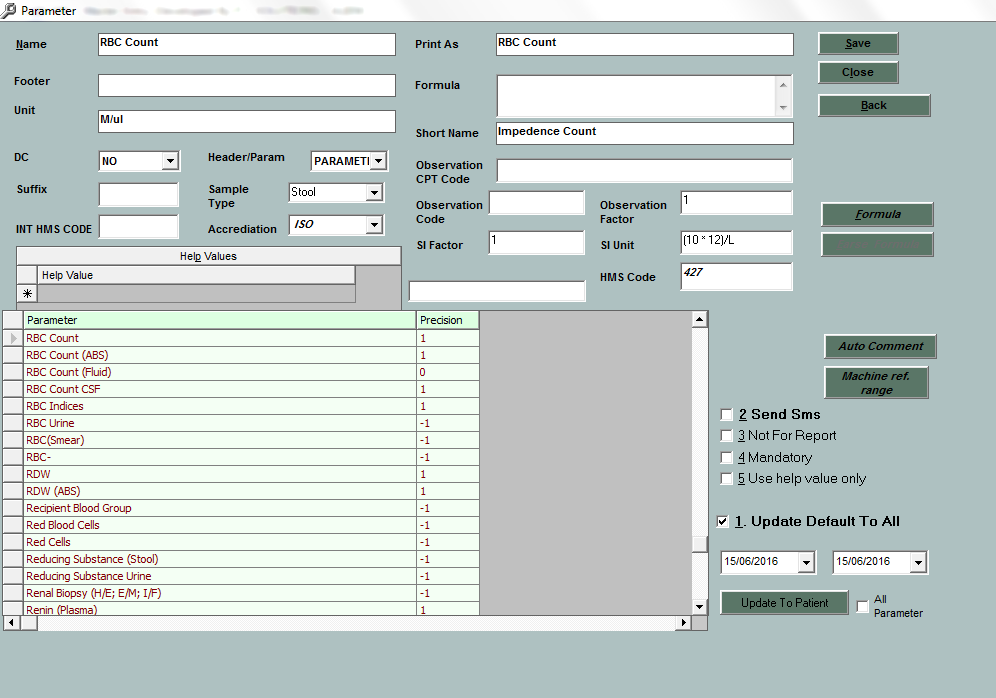 Parameter
Name
RBC Count
Print As
RBC Count
Save
Close
Footer
Formula
Back
Unit
M/ul
Short Name
Impedence Count
DC
NO
Header/Param
PARAMETI
Observation
CPT Code
Suffix
Sample
Type
Stool
Observation
Code
Observation
Factor
1
Formula
INT HMS CODE
Accrediation
ISO
SI Factor
1
SI Unit
(10 * 12)/L
Help Values
Help Value
HMS Code
427
Parameter Precision
RBC Count 1
RBC Count (ABS) 1
RBC Count (Fluid) 0
RBC Count CSF 1
RBC Indices 1
RBC Urine -1
RBC(Smear) -1
RBC- -1
RDW 1
RDW (ABS) 1
Recipient Blood Group -1
Red Blood Cells -1
Red Cells -1
Reducing Substance (Stool) -1
Reducing Substance Urine -1
Renal Biopsy (H/E; E/M; I/F) -1
Renin (Plasma) 1
Auto Comment
Machine ref.
range
2 Send Sms
3 Not For Report
4 Mandatory
5 Use help value only
1. Update Default To All
15/06/2016
15/06/2016
Update To Patient
All
Parameter